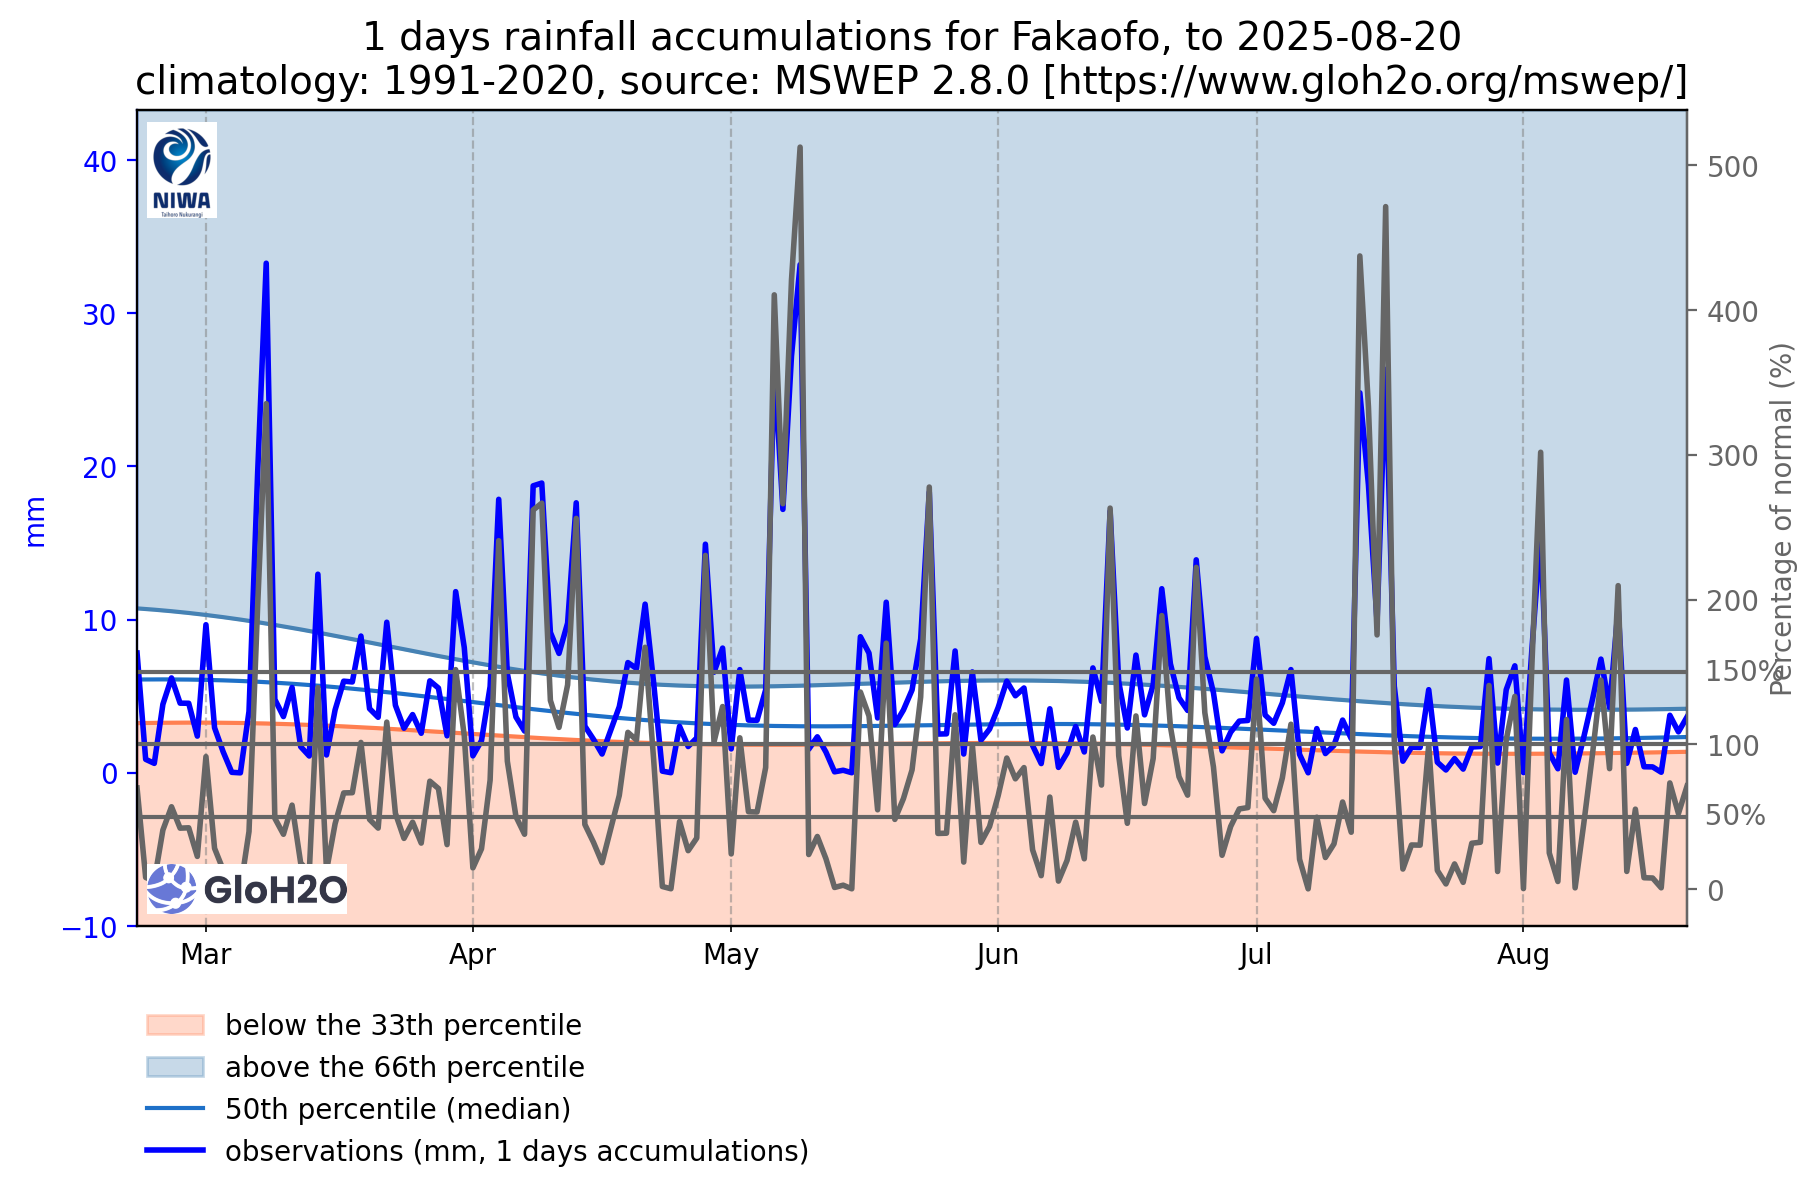 1 days rainfall accumulations for Fakaofo, to 2025-08-20
climatology: 1991-2020, source: MSWEP 2.8.0 [https://www.gloh2o.org/mswep/]
NIWA
Taihoro Nukurangi
40
30
20
10
0
−10
mm
500
400
300
200
150%
100
50%
0
Percentage of normal (%)
GloH2O
Mar
Apr
May
Jun
Jul
Aug
below the 33th percentile
above the 66th percentile
50th percentile (median)
observations (mm, 1 days accumulations)